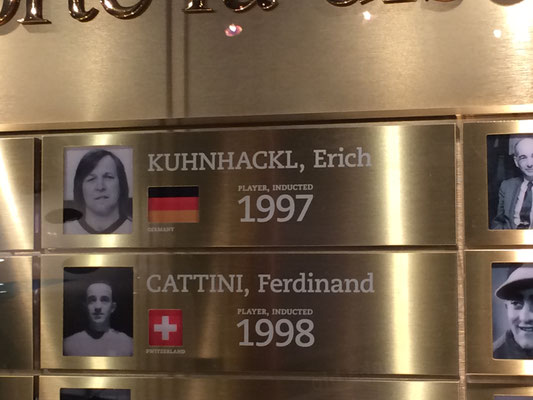 KUHNHACKL, Erich
PLAYER, INDUCTED
1997
GERMANY
CATTINI, Ferdinand
PLAYER, INDUCTED
1998
SWITZERLAND